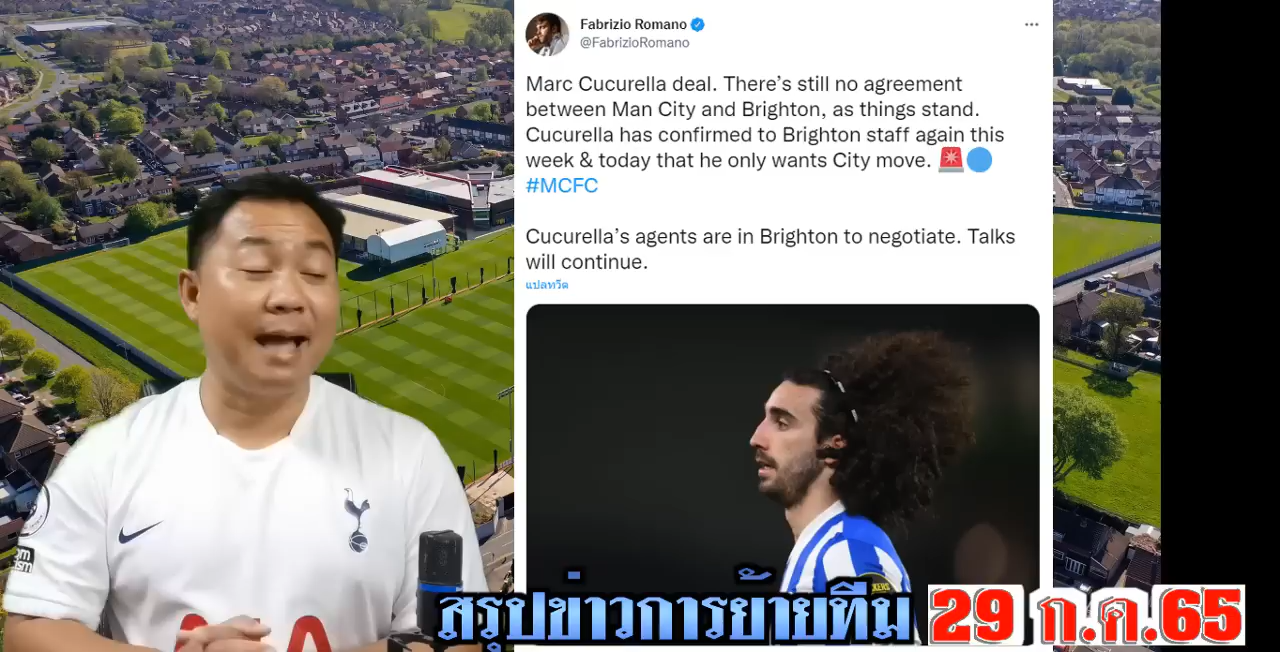 Fabrizio Romano
@FabrizioRomano
Marc Cucurella deal. There's still no agreement
between Man City and Brighton, as things stand.
Cucurella has confirmed to Brighton staff again this
week & today that he only wants City move. 🚨🔵
#MCFC
Cucurella's agents are in Brighton to negotiate. Talks
will continue.
แปลทวีต
AIA
สรุปข่าวการย้ายทีม 29 ก.ค.65